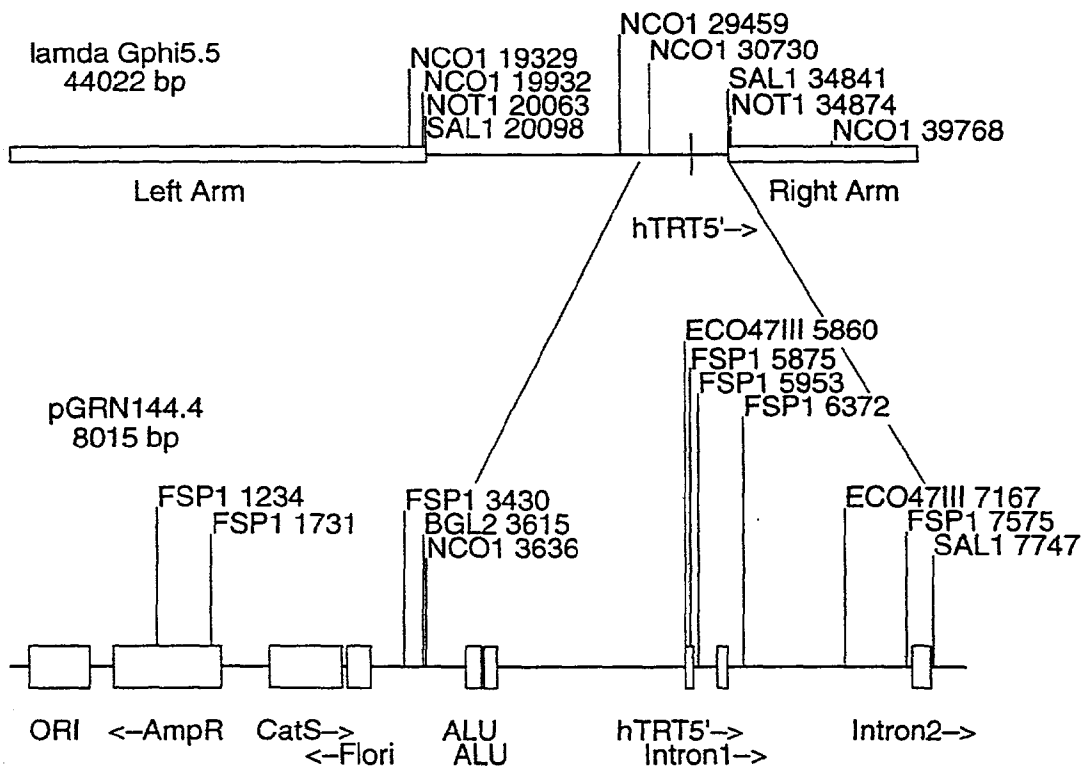 lamda Gphi5.5
44022 bp
NCO1 19329
NCO1 19932
NOT1 20063
SAL1 20098
NCO1 29459
NCO1 30730
SAL1 34841
NOT1 34874
NCO1 39768
Left Arm
Right Arm
hTRT5'–>
pGRN144.4
8015 bp
ECO47III 5860
FSP1 5875
FSP1 5953
FSP1 6372
FSP1 1234
FSP1 1731
FSP1 3430
BGL2 3615
NCO1 3636
ECO47III 7167
FSP1 7575
SAL1 7747
ORI
<–AmpR
CatS–>
<–Flori
ALU
ALU
hTRT5'–>
Intron1–>
Intron2–>